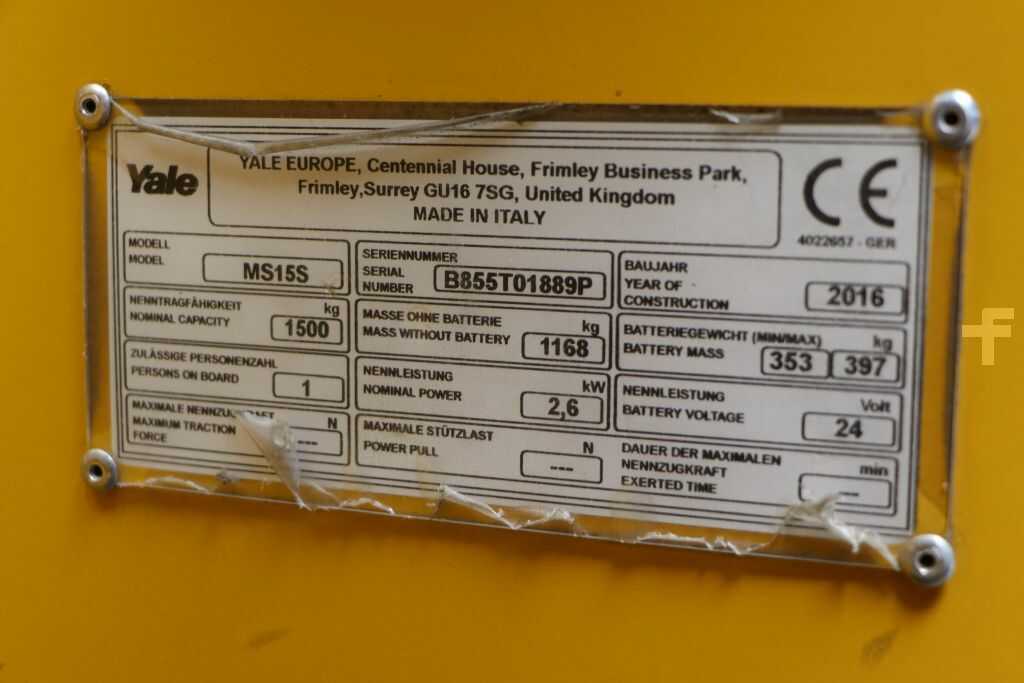 Yale
YALE EUROPE, Centennial House, Frimley Business Park,
Frimley,Surrey GU16 7SG, United Kingdom
MADE IN ITALY
CE
4022657 - GER
MODELL
MODEL
MS15S
SERIENNUMMER
SERIAL
NUMBER
B855T01889P
BAUJAHR
YEAR OF
CONSTRUCTION
2016
NENNTRAGFÄHIGKEIT
NOMINAL CAPACITY
kg
1500
MASSE OHNE BATTERIE
MASS WITHOUT BATTERY
kg
1168
BATTERIEGEWICHT (MIN/MAX)
BATTERY MASS
kg
353 397
ZULÄSSIGE PERSONENZAHL
PERSONS ON BOARD
1
NENNLEISTUNG
NOMINAL POWER
kW
2,6
NENNLEISTUNG
BATTERY VOLTAGE
Volt
24
MAXIMALE
MAXIMUM TRACTION
FORCE
N
---
MAXIMALE STÜTZLAST
POWER PULL
N
---
DAUER DER MAXIMALEN
NENNZUGKRAFT
EXERTED TIME
min
---